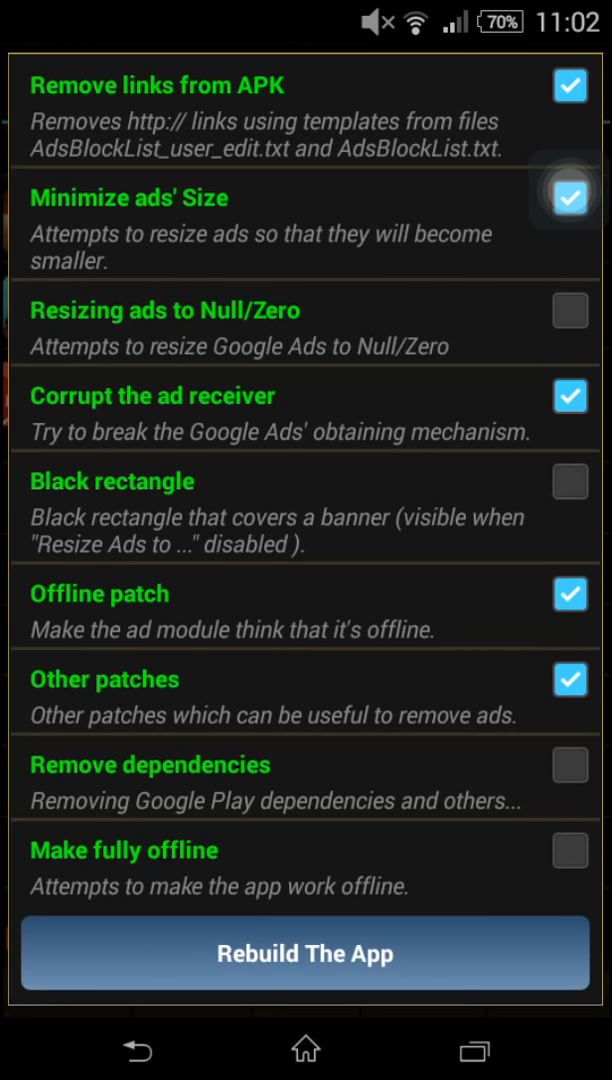 70%
11:02
Remove links from APK
Removes http:// links using templates from files
AdsBlockList_user_edit.txt and AdsBlockList.txt.
Minimize ads' Size
Attempts to resize ads so that they will become
smaller.
Resizing ads to Null/Zero
Attempts to resize Google Ads to Null/Zero
Corrupt the ad receiver
Try to break the Google Ads' obtaining mechanism.
Black rectangle
Black rectangle that covers a banner (visible when
"Resize Ads to ..." disabled ).
Offline patch
Make the ad module think that it's offline.
Other patches
Other patches which can be useful to remove ads.
Remove dependencies
Removing Google Play dependencies and others...
Make fully offline
Attempts to make the app work offline.
Rebuild The App